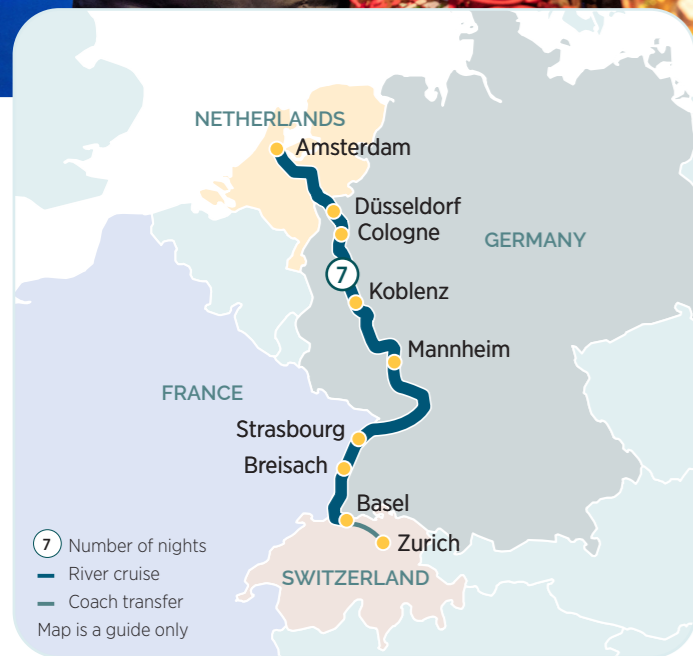 NETHERLANDS
Amsterdam
Düsseldorf
Cologne
GERMANY
7
Koblenz
Mannheim
FRANCE
Strasbourg
Breisach
Basel
Zurich
SWITZERLAND
7 Number of nights
River cruise
Coach transfer
Map is a guide only